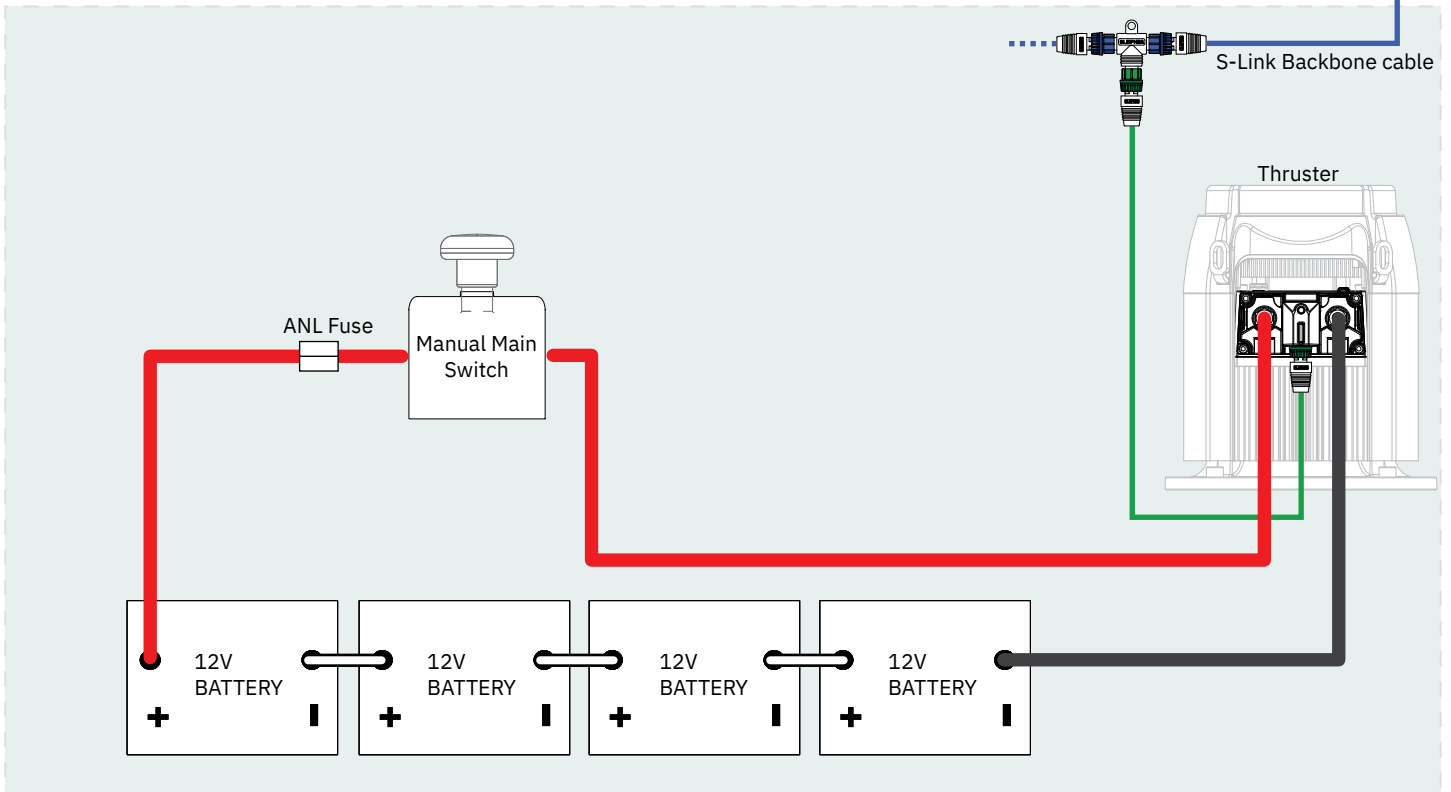 S-Link Backbone cable
Thruster
ANL Fuse
Manual Main
Switch
12V
BATTERY
+
-
12V
BATTERY
+
-
12V
BATTERY
+
-
12V
BATTERY
+
-